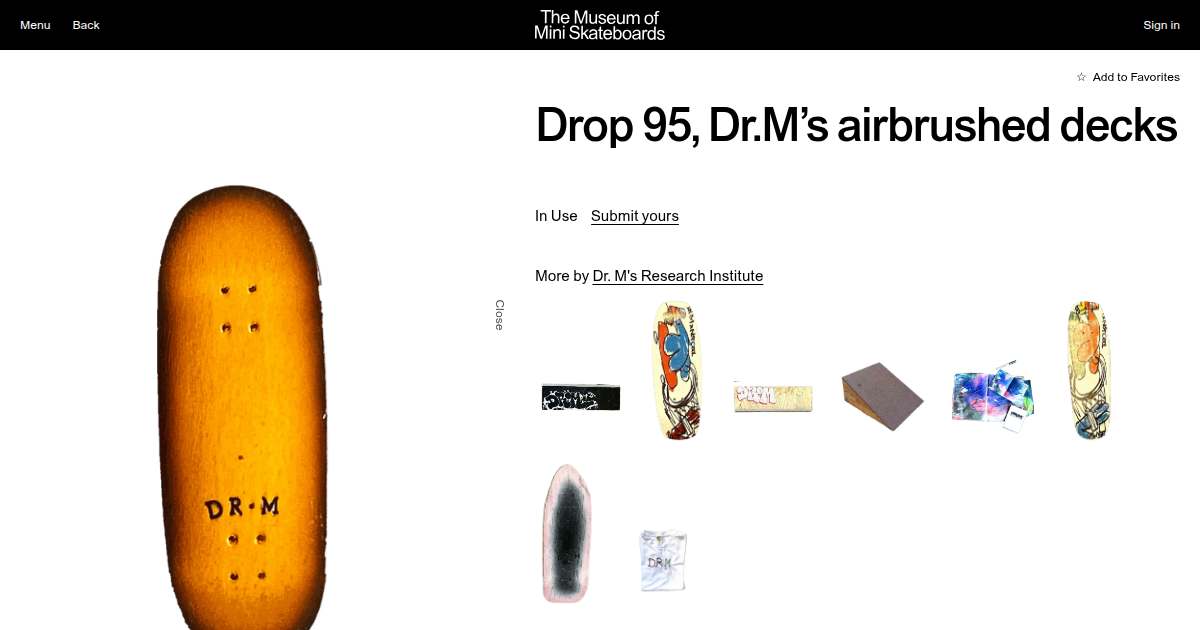 Menu
Back
The Museum of
Mini Skateboards
Sign in
☆ Add to Favorites
Drop 95, Dr.M’s airbrushed decks
In Use
Submit yours
More by Dr. M's Research Institute
Close
DR·M
DRM